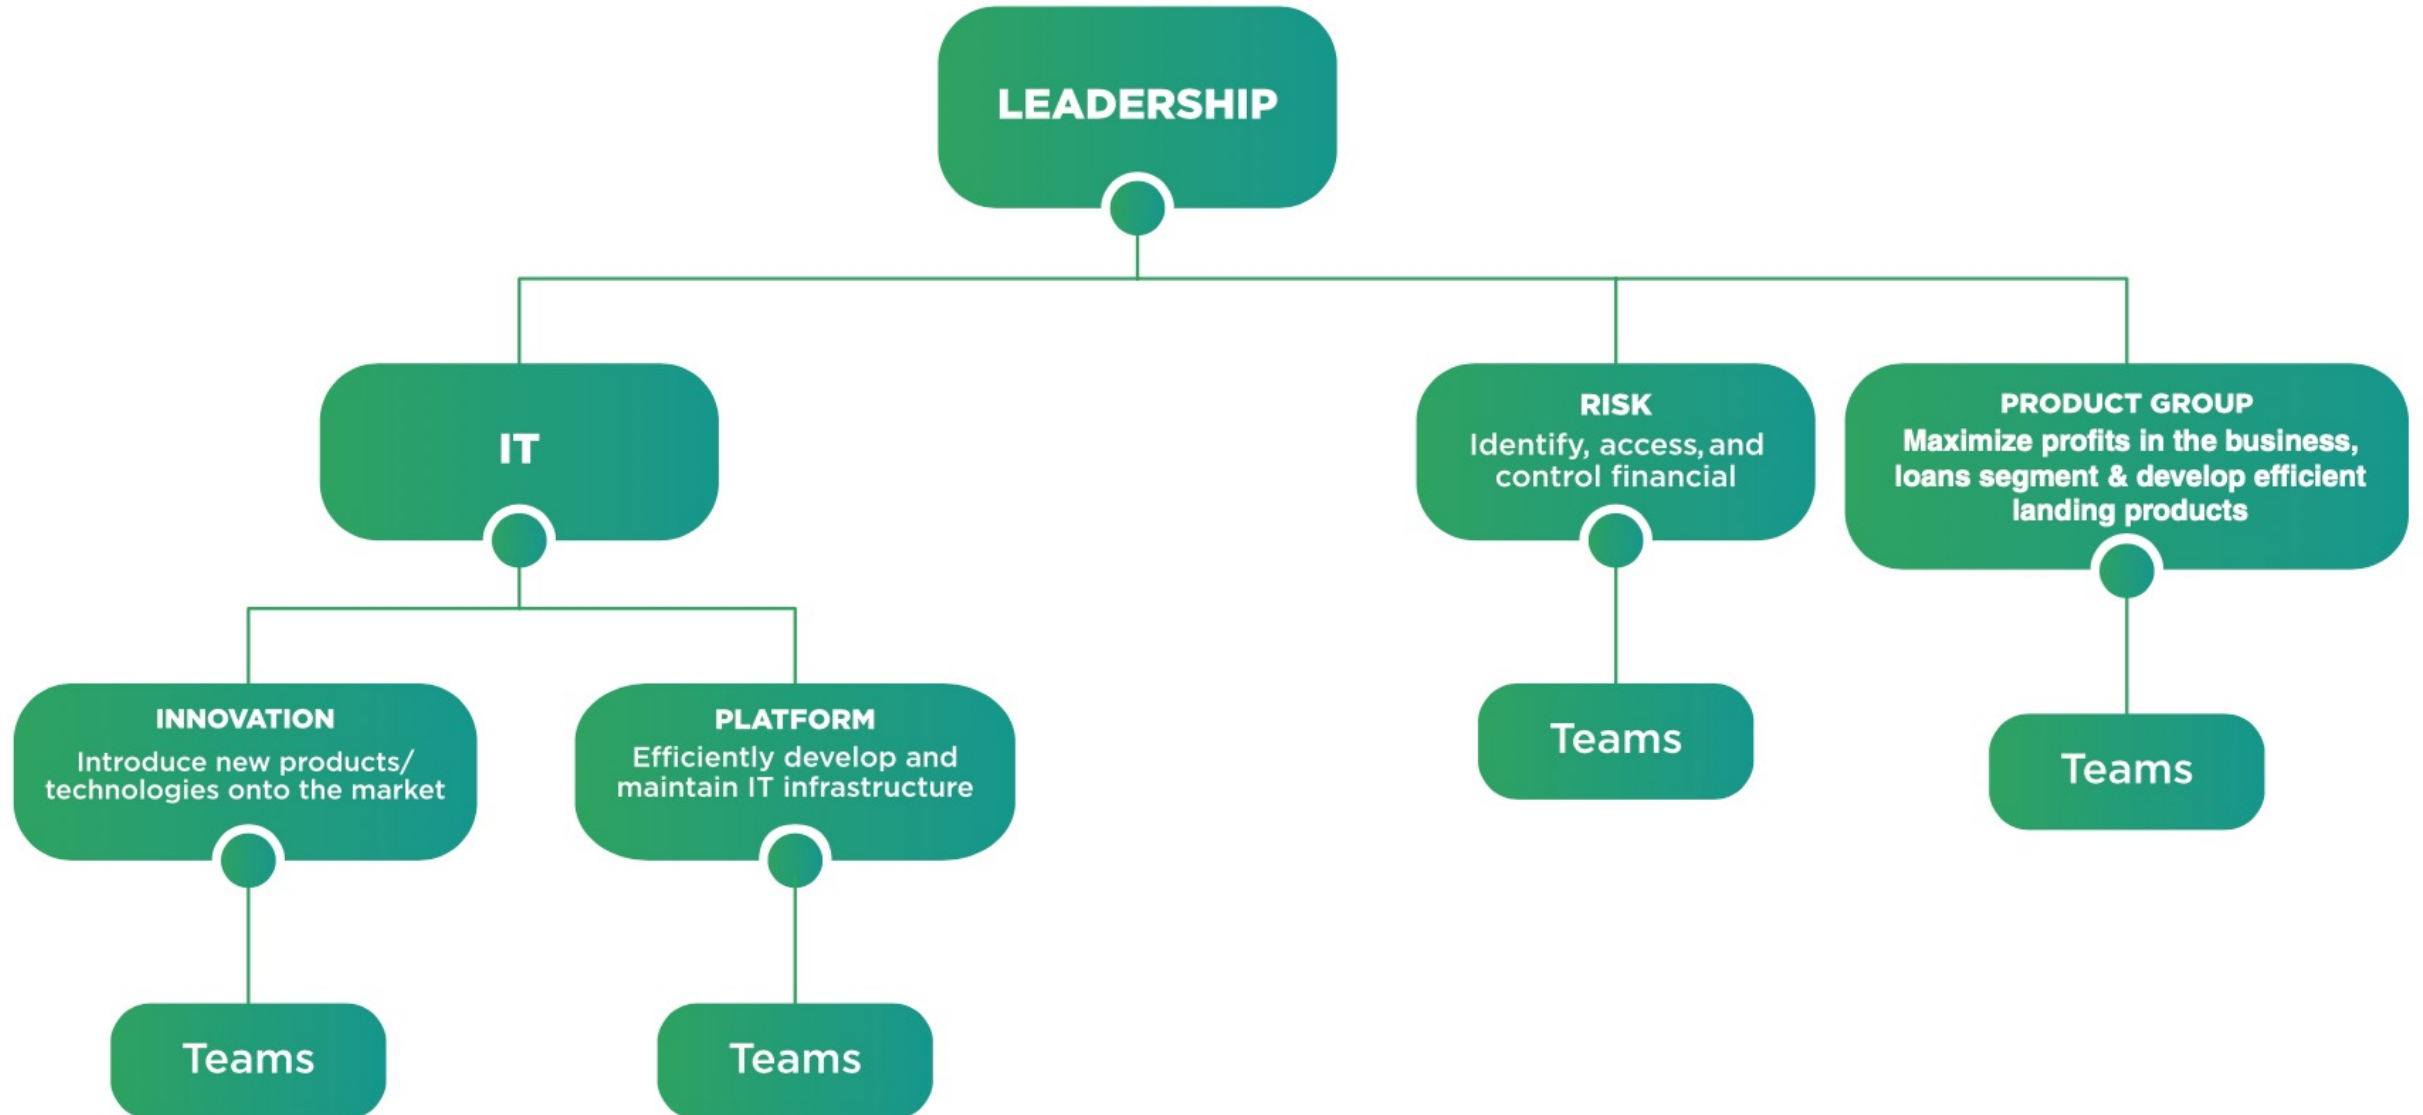 LEADERSHIP
IT
RISK
Identify, access, and
control financial
PRODUCT GROUP
Maximize profits in the business,
loans segment & develop efficient
landing products
INNOVATION
Introduce new products/
technologies onto the market
PLATFORM
Efficiently develop and
maintain IT infrastructure
Teams
Teams
Teams
Teams